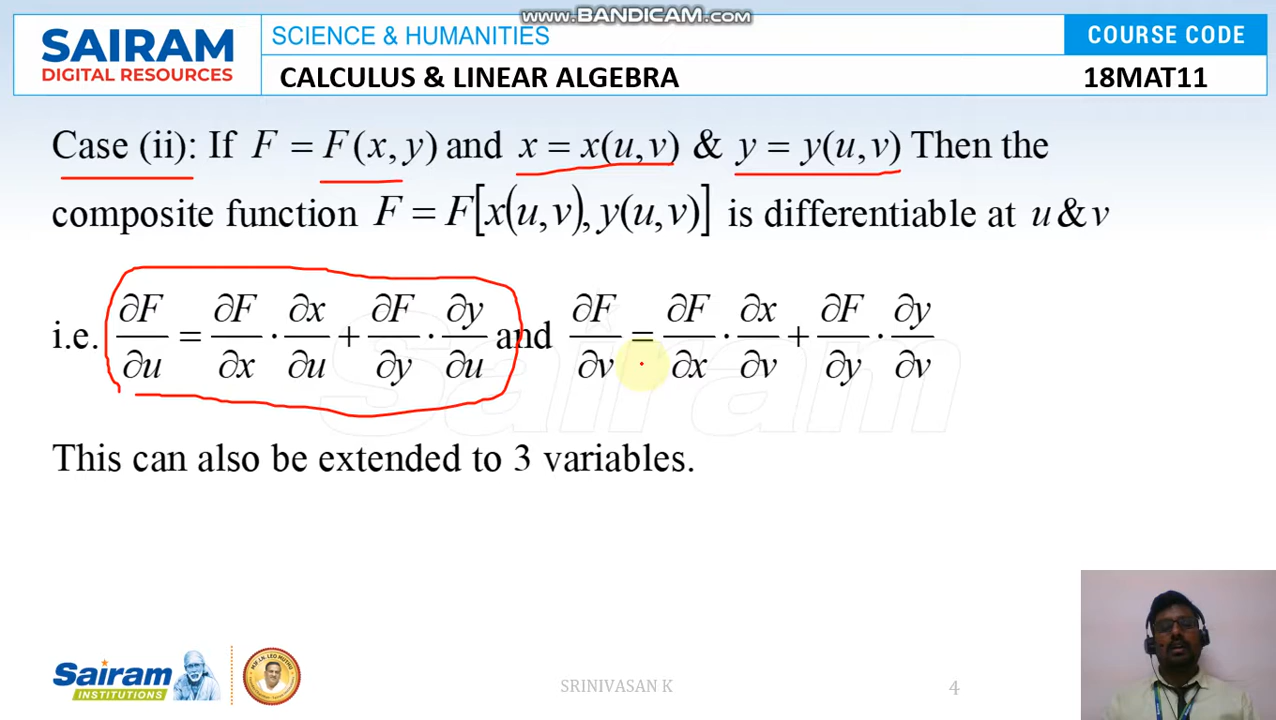 www.BANDICAM.com
SAIRAM
DIGITAL RESOURCES
SCIENCE & HUMANITIES
COURSE CODE
CALCULUS & LINEAR ALGEBRA
18MAT11
Case (ii): If F = F(x, y) and x = x(u, v) & y = y(u, v) Then the
composite function F = F[x(u, v), y(u, v)] is differentiable at u & v
i.e. ∂F/∂u = ∂F/∂x · ∂x/∂u + ∂F/∂y · ∂y/∂u and ∂F/∂v = ∂F/∂x · ∂x/∂v + ∂F/∂y · ∂y/∂v
Sairam
This can also be extended to 3 variables.
Sairam
INSTITUTIONS
SRINIVASAN K
4